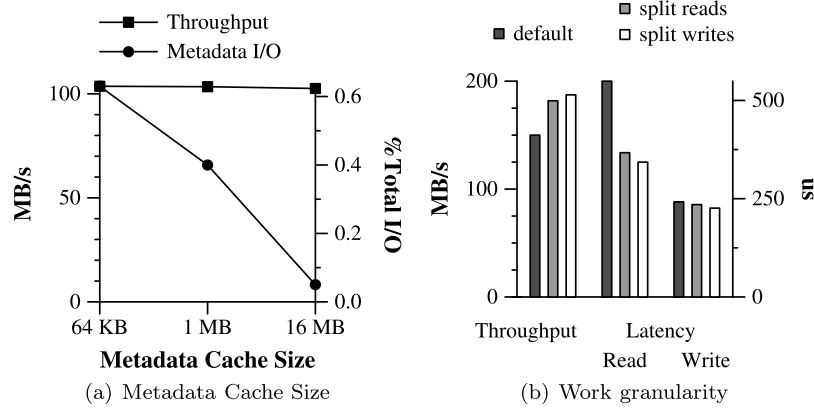 Throughput
Metadata I/O
100
50
0
MB/s
0.6
0.4
0.2
0.0
% Total I/O
64 KB 1 MB 16 MB
Metadata Cache Size
(a) Metadata Cache Size
default
split reads
split writes
200
100
0
MB/s
500
250
0
us
Throughput Latency
Read Write
(b) Work granularity